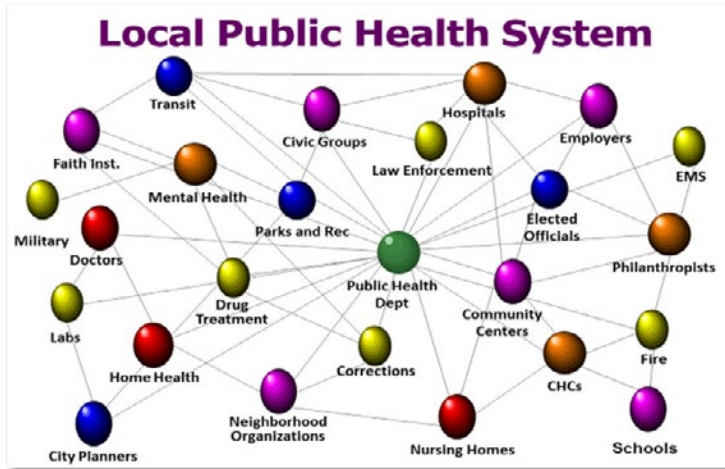 Local Public Health System
Transit
Hospitals
Civic Groups
Employers
Faith Inst.
Law Enforcement
EMS
Mental Health
Military
Parks and Rec
Elected
Officials
Doctors
Philanthropists
Public Health
Dept
Drug
Treatment
Community
Centers
Labs
Home Health
Corrections
CHCs
Fire
Neighborhood
Organizations
Nursing Homes
Schools
City Planners